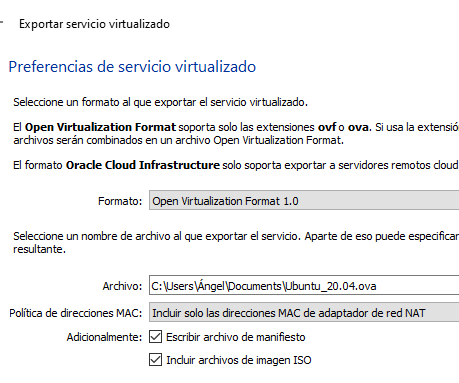 Exportar servicio virtualizado
Preferencias de servicio virtualizado
Seleccione un formato al que exportar el servicio virtualizado.
El Open Virtualization Format soporta solo las extensiones ovf o ova. Si usa la extensió
archivos serán combinados en un archivo Open Virtualization Format.
El formato Oracle Cloud Infrastructure solo soporta exportar a servidores remotos cloud
Formato: Open Virtualization Format 1.0
Seleccione un nombre de archivo al que exportar el servicio. Aparte de eso puede especificar
resultante.
Archivo: C:\Users\Ángel\Documents\Ubuntu_20.04.ova
Política de direcciones MAC: Incluir solo las direcciones MAC de adaptador de red NAT
Adicionalmente: Escribir archivo de manifiesto
Incluir archivos de imagen ISO